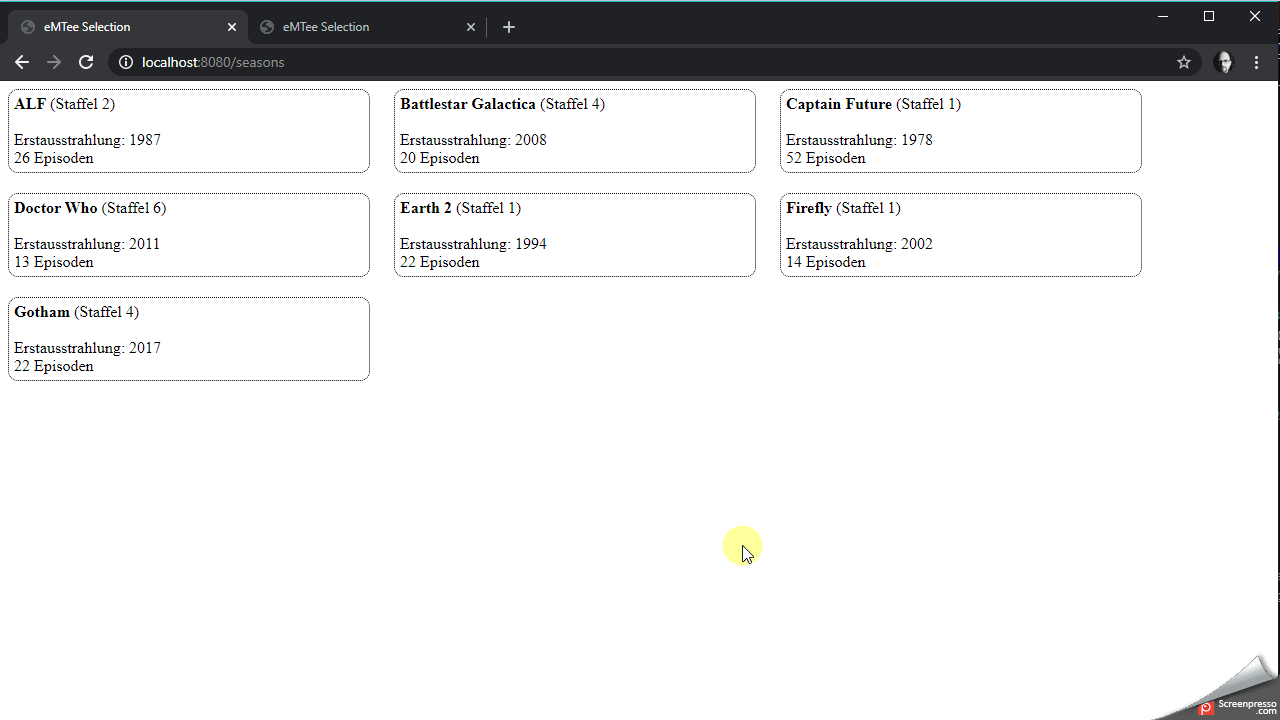 eMTee Selection
eMTee Selection
localhost:8080/seasons
ALF (Staffel 2)
Erstausstrahlung: 1987
26 Episoden
Battlestar Galactica (Staffel 4)
Erstausstrahlung: 2008
20 Episoden
Captain Future (Staffel 1)
Erstausstrahlung: 1978
52 Episoden
Doctor Who (Staffel 6)
Erstausstrahlung: 2011
13 Episoden
Earth 2 (Staffel 1)
Erstausstrahlung: 1994
22 Episoden
Firefly (Staffel 1)
Erstausstrahlung: 2002
14 Episoden
Gotham (Staffel 4)
Erstausstrahlung: 2017
22 Episoden
Screenpresso
.com